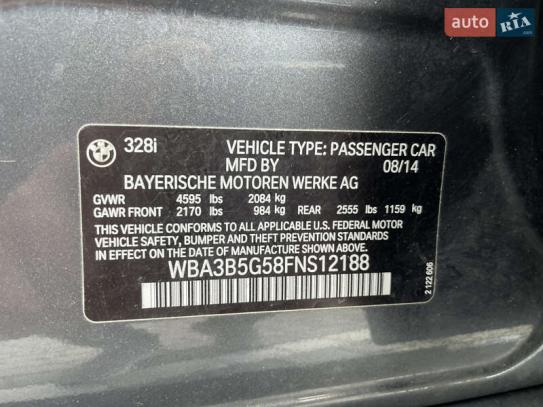 auto RIA
BMW
328i VEHICLE TYPE: PASSENGER CAR
MFD BY 08/14
BAYERISCHE MOTOREN WERKE AG
GVWR 4595 lbs 2084 kg
GAWR FRONT 2170 lbs 984 kg REAR 2555 lbs 1159 kg
THIS VEHICLE CONFORMS TO ALL APPLICABLE U.S. FEDERAL MOTOR
VEHICLE SAFETY, BUMPER AND THEFT PREVENTION STANDARDS IN
EFFECT ON THE DATE OF MANUFACTURE SHOWN ABOVE.
WBA3B5G58FNS12188
2 122 606